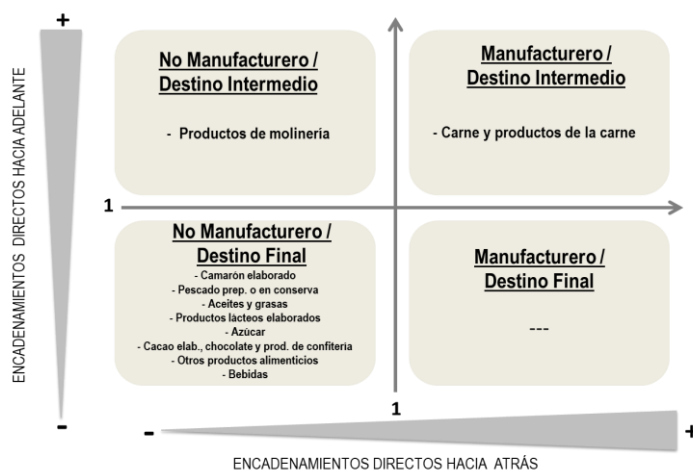 +
ENCADENAMIENTOS DIRECTOS HACIA ADELANTE
-
No Manufacturero /
Destino Intermedio
- Productos de molinería
Manufacturero /
Destino Intermedio
- Carne y productos de la carne
1
No Manufacturero /
Destino Final
- Camarón elaborado
- Pescado prep. o en conserva
- Aceites y grasas
- Productos lácteos elaborados
- Azúcar
- Cacao elab., chocolate y prod. de confitería
- Otros productos alimenticios
- Bebidas
Manufacturero /
Destino Final
---
1
-
+
ENCADENAMIENTOS DIRECTOS HACIA ATRÁS